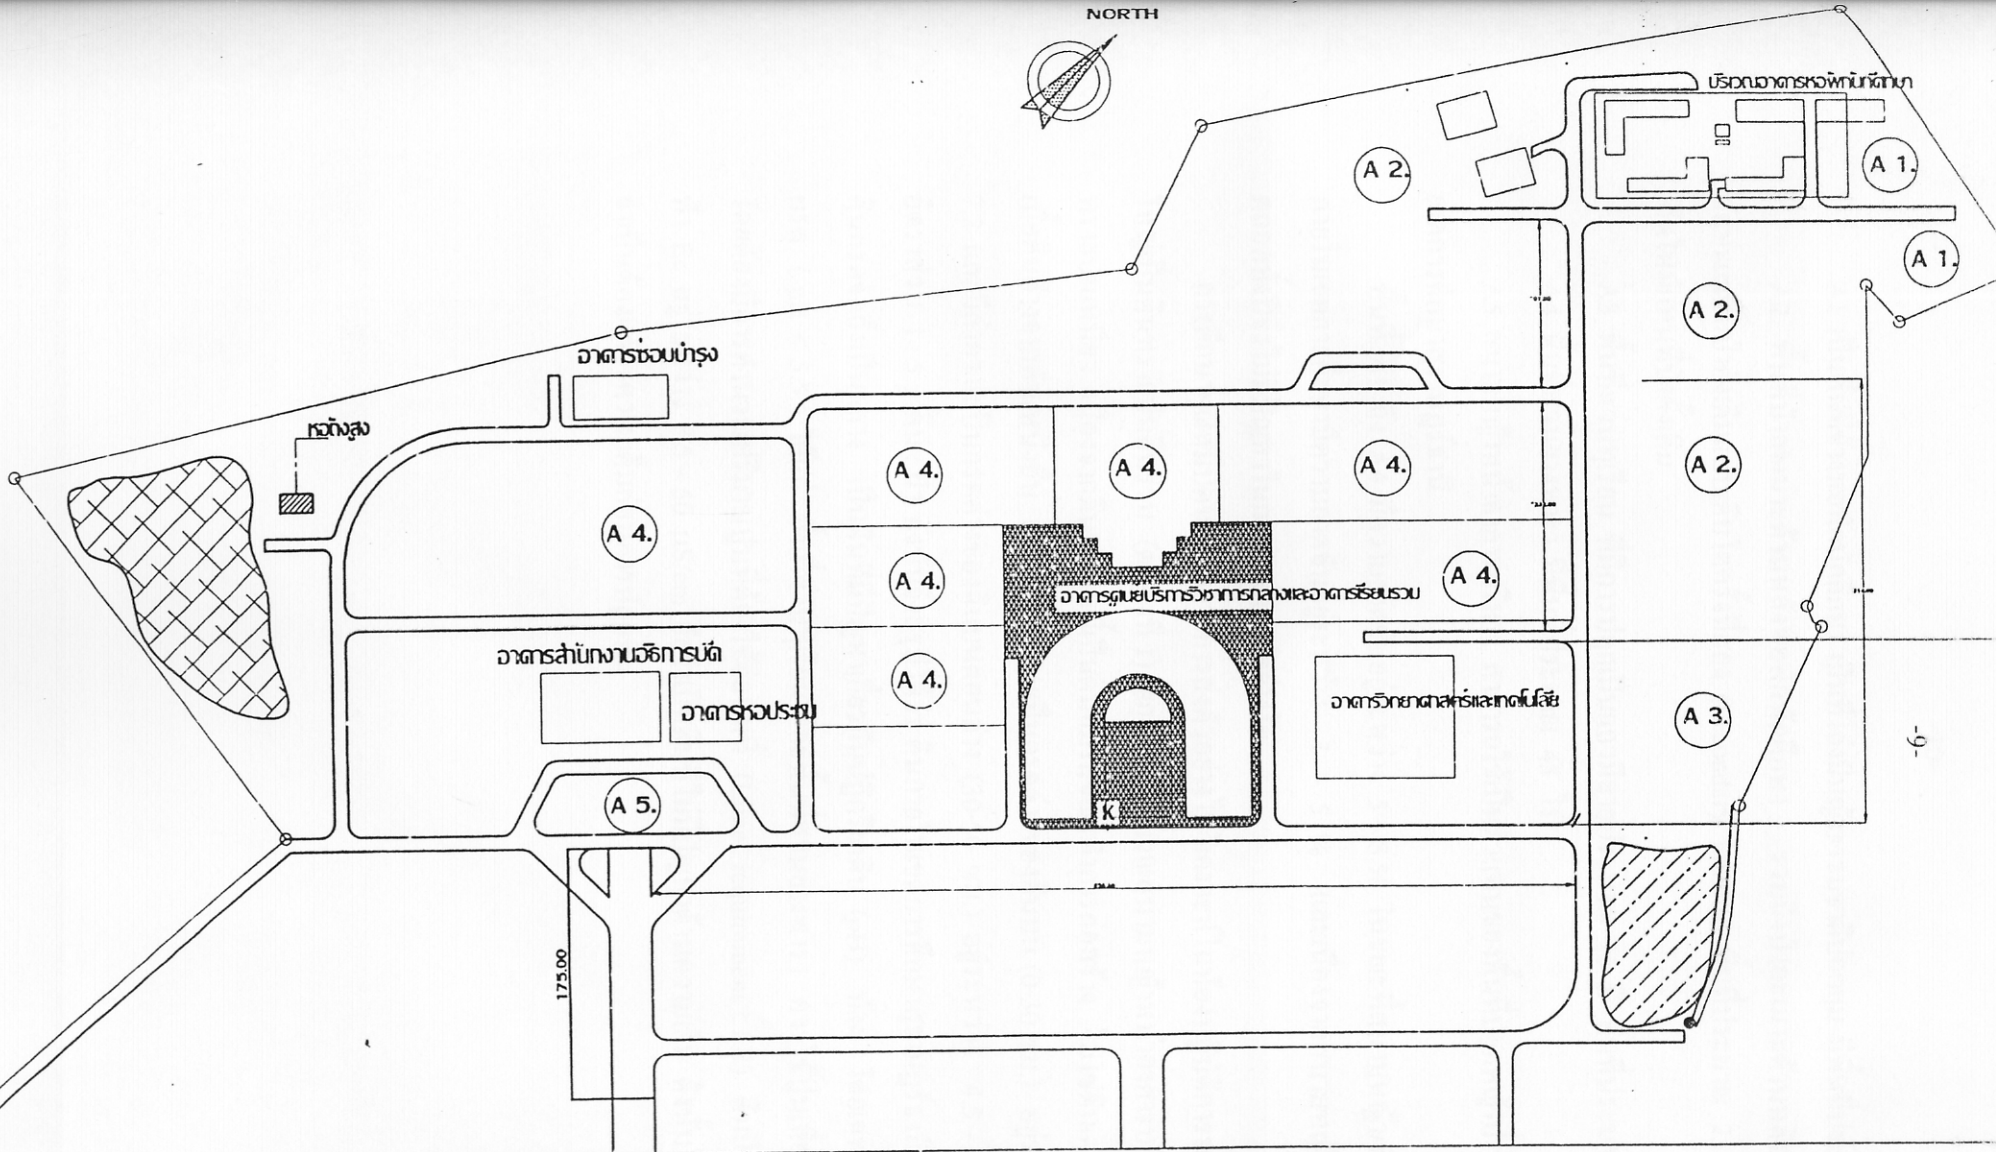 NORTH
บริเวณอาคารหอพักนักศึกษา
A 2.
A 1.
A 1.
A 2.
อาคารซ่อมบำรุง
หอถังสูง
A 4.
A 4.
A 4.
A 2.
A 4.
A 4.
A 4.
อาคารศูนย์บริการวิชาการกลางและอาคารเรียนรวม
อาคารสำนักงานอธิการบดี
A 4.
อาคารหอประชุม
อาคารวิทยาศาสตร์และเทคโนโลยี
A 3.
-9-
A 5.
K
175.00